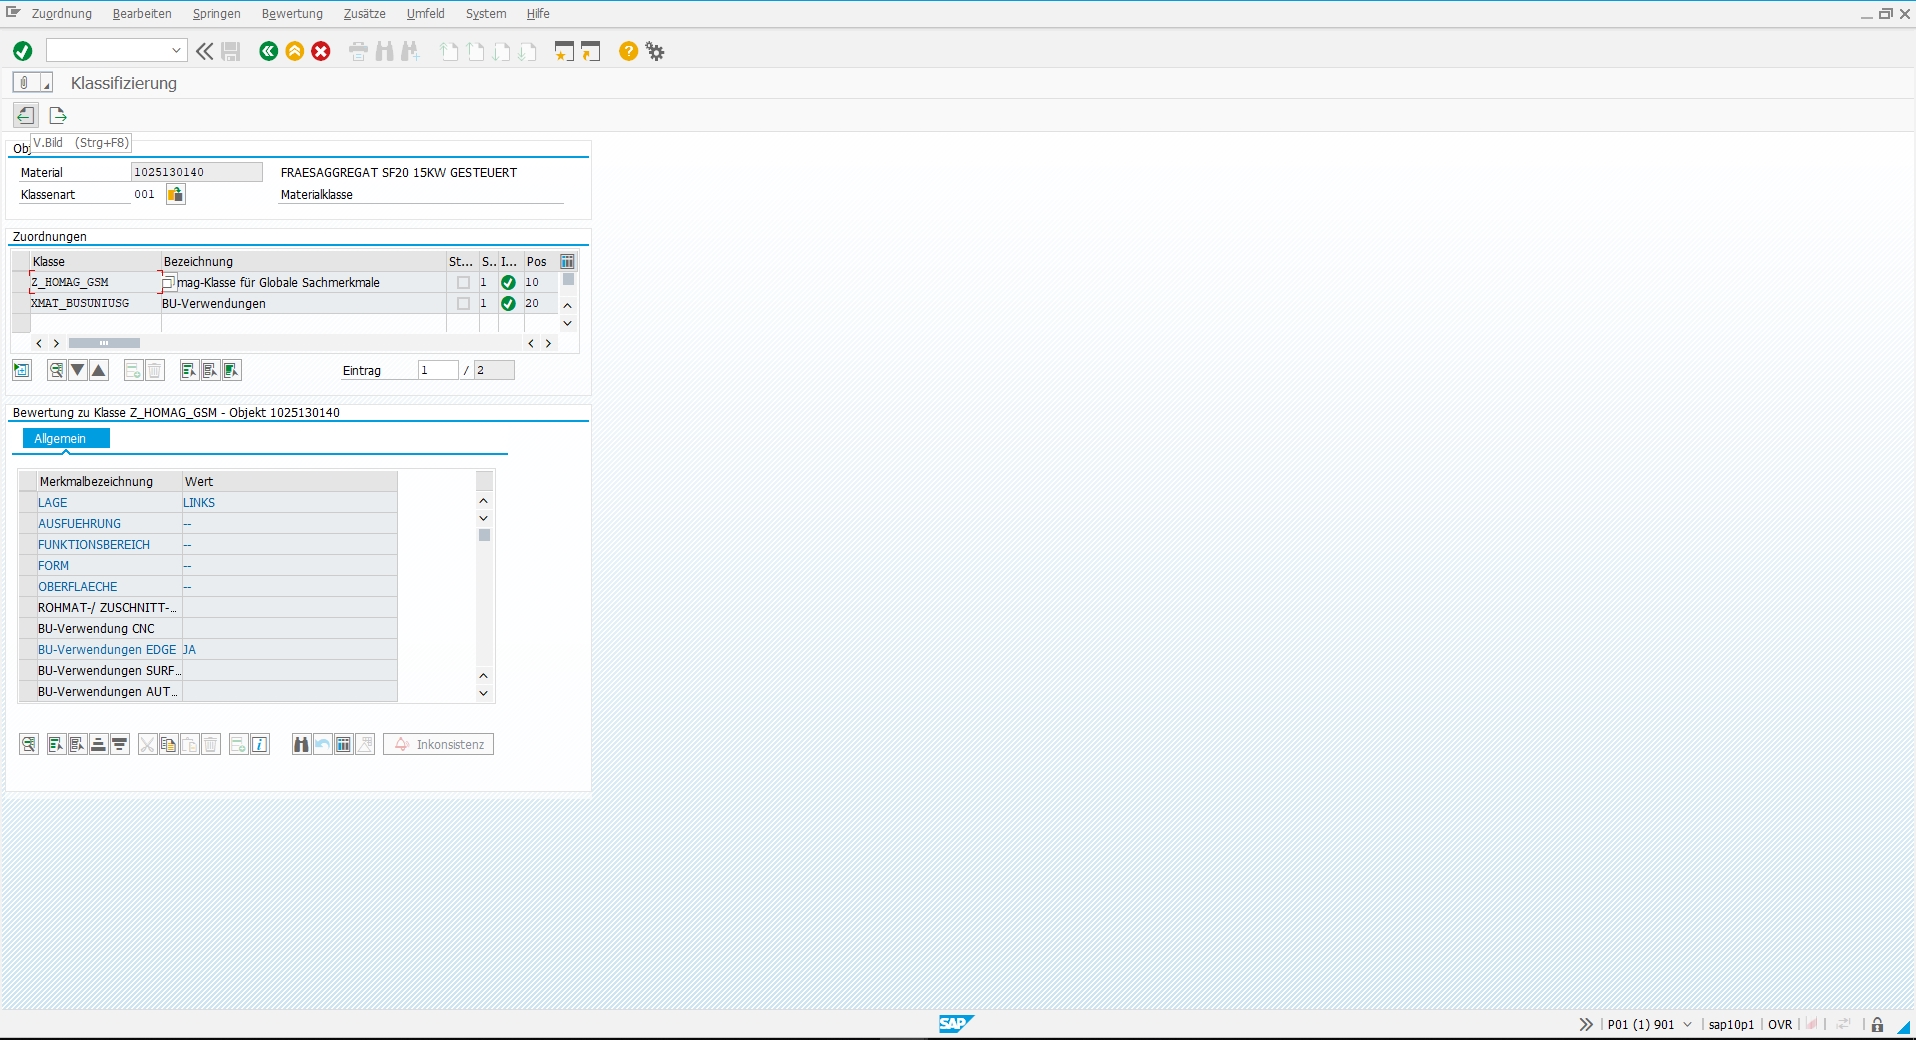 Zuordnung Bearbeiten Springen Bewertung Zusätze Umfeld System Hilfe
Klassifizierung
V.Bild (Strg+F8)
Material 1025130140 FRAESAGGREGAT SF20 15KW GESTEUERT
Klassenart 001 Materialklasse
Zuordnungen
Klasse Bezeichnung St... S.. I... Pos
Z_HOMAG_GSM mag-Klasse für Globale Sachmerkmale 1 10
XMAT_BUSUNIUSG BU-Verwendungen 1 20
Eintrag 1 / 2
Bewertung zu Klasse Z_HOMAG_GSM - Objekt 1025130140
Allgemein
Merkmalbezeichnung Wert
LAGE LINKS
AUSFUEHRUNG --
FUNKTIONSBEREICH --
FORM --
OBERFLAECHE --
ROHMAT-/ ZUSCHNITT-...
BU-Verwendung CNC
BU-Verwendungen EDGE JA
BU-Verwendungen SURF...
BU-Verwendungen AUT...
Inkonsistenz
SAP P01 (1) 901 sap10p1 OVR